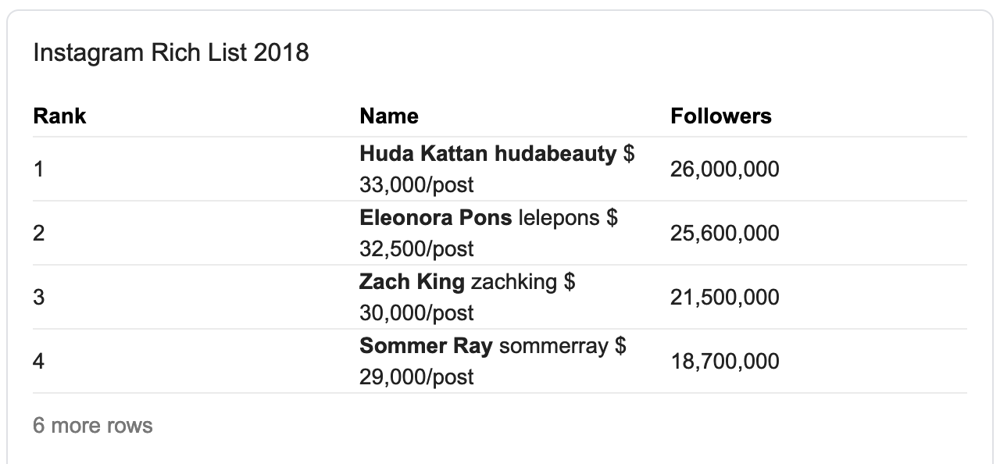 Instagram Rich List 2018
Rank Name Followers
1 Huda Kattan hudabeauty $ 26,000,000
33,000/post
2 Eleonora Pons lelepons $ 25,600,000
32,500/post
3 Zach King zachking $ 21,500,000
30,000/post
4 Sommer Ray sommerray $ 18,700,000
29,000/post
6 more rows